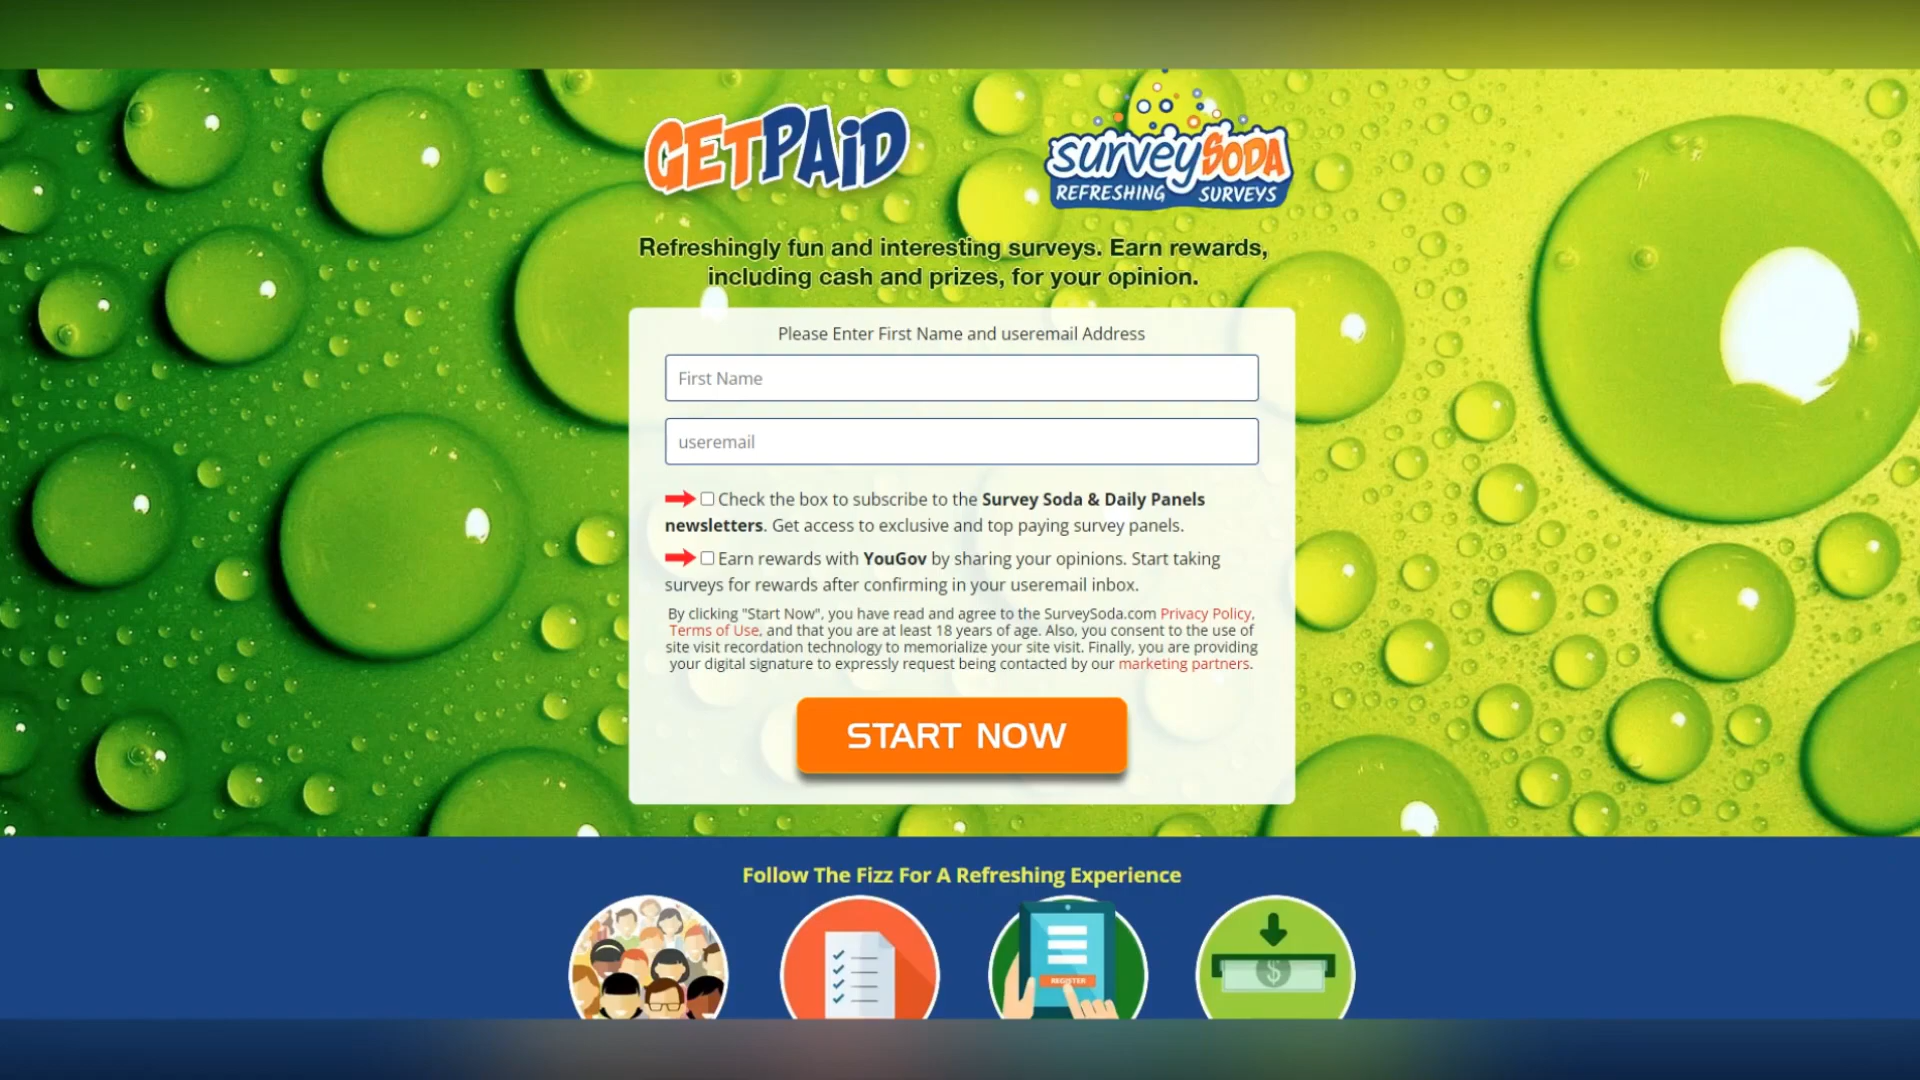 GETPAiD
surveySODA
REFRESHING SURVEYS
Refreshingly fun and interesting surveys. Earn rewards,
including cash and prizes, for your opinion.
Please Enter First Name and useremail Address
First Name
useremail
Check the box to subscribe to the Survey Soda & Daily Panels
newsletters. Get access to exclusive and top paying survey panels.
Earn rewards with YouGov by sharing your opinions. Start taking
surveys for rewards after confirming in your useremail inbox.
By clicking "Start Now", you have read and agree to the SurveySoda.com Privacy Policy,
Terms of Use, and that you are at least 18 years of age. Also, you consent to the use of
site visit recordation technology to memorialize your site visit. Finally, you are providing
your digital signature to expressly request being contacted by our marketing partners.
START NOW
Follow The Fizz For A Refreshing Experience
REGISTER
$